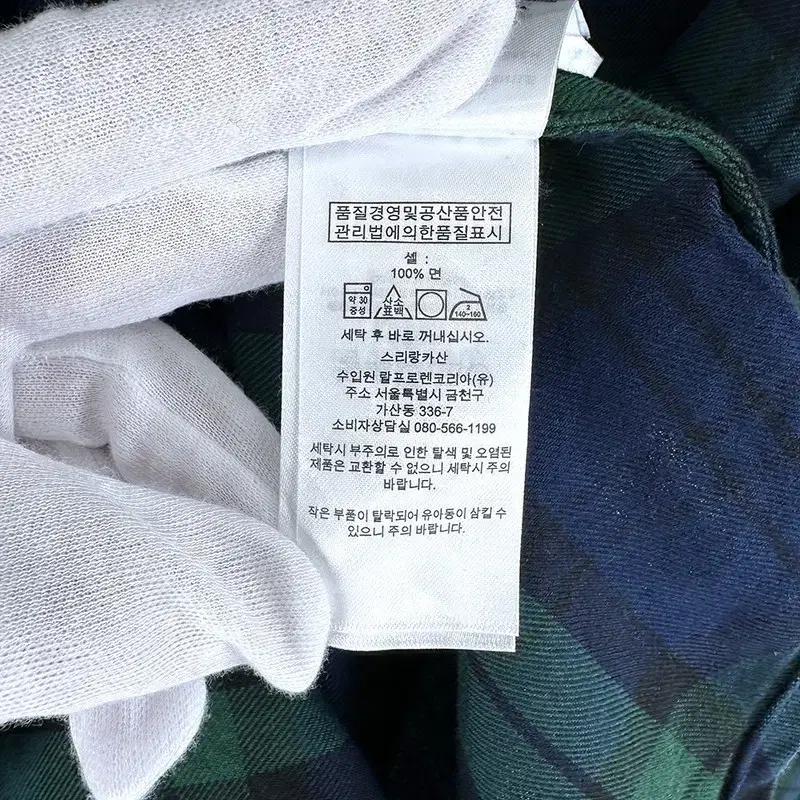 품질경영및공산품안전
관리법에의한품질표시
셸 :
100% 면
약 30
중성
산소
표백
2
140~160
세탁 후 바로 꺼내십시오.
스리랑카산
수입원 랄프로렌코리아(유)
주소 서울특별시 금천구
가산동 336-7
소비자상담실 080-566-1199
세탁시 부주의로 인한 탈색 및 오염된
제품은 교환할 수 없으니 세탁시 주의
바랍니다.
작은 부품이 탈락되어 유아동이 삼킬 수
있으니 주의 바랍니다.